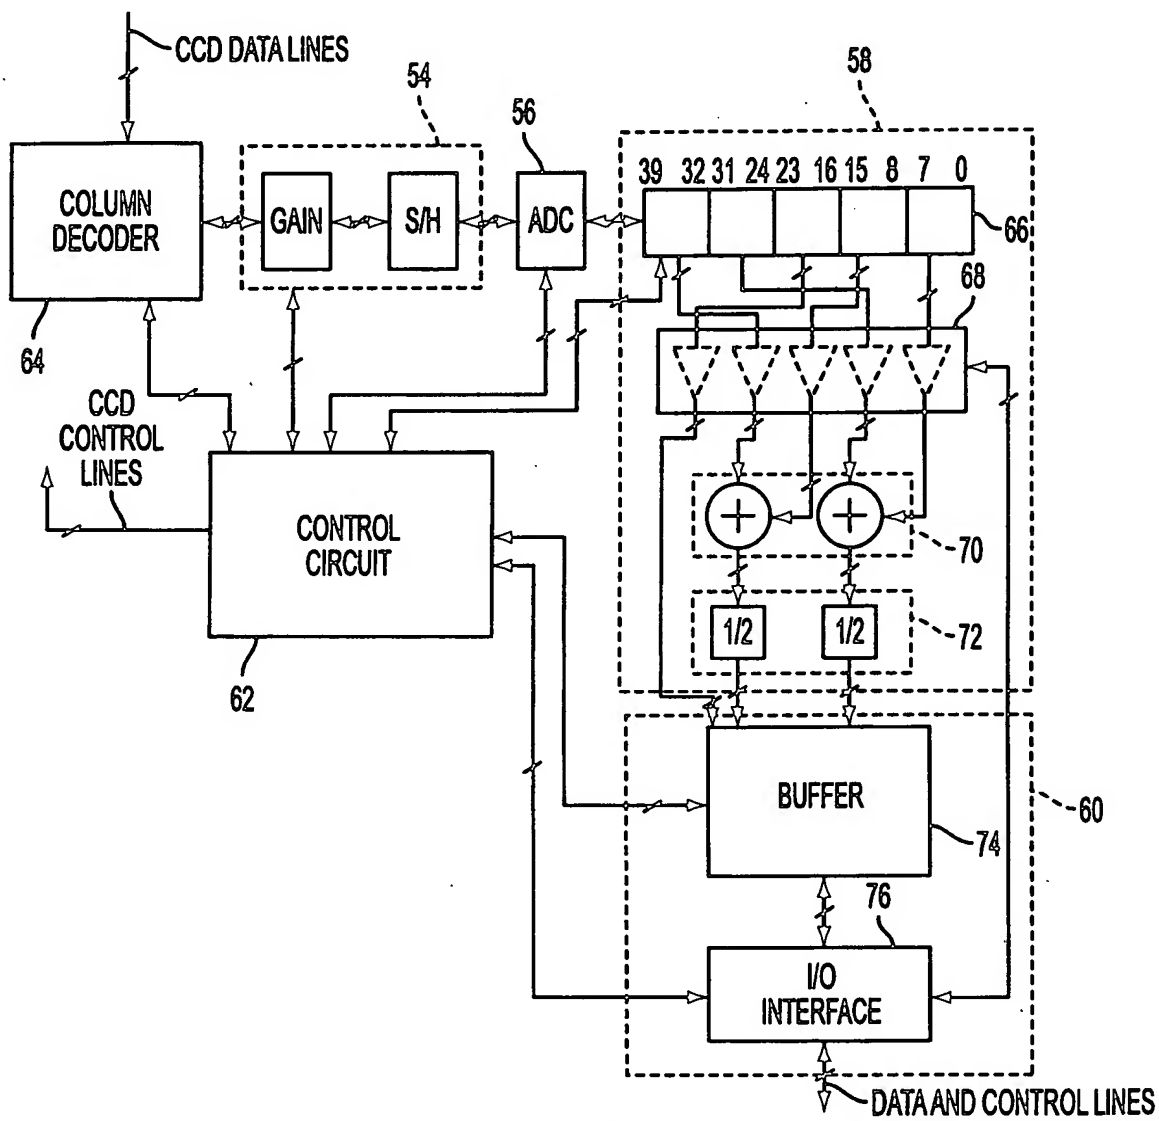 CCD DATA LINES
54
56
58
39 32 31 24 23 16 15 8 7 0
COLUMN
DECODER
GAIN
S/H
ADC
66
68
64
CCD
CONTROL
LINES
CONTROL
CIRCUIT
70
1/2
1/2
72
62
BUFFER
60
74
76
I/O
INTERFACE
DATA AND CONTROL LINES